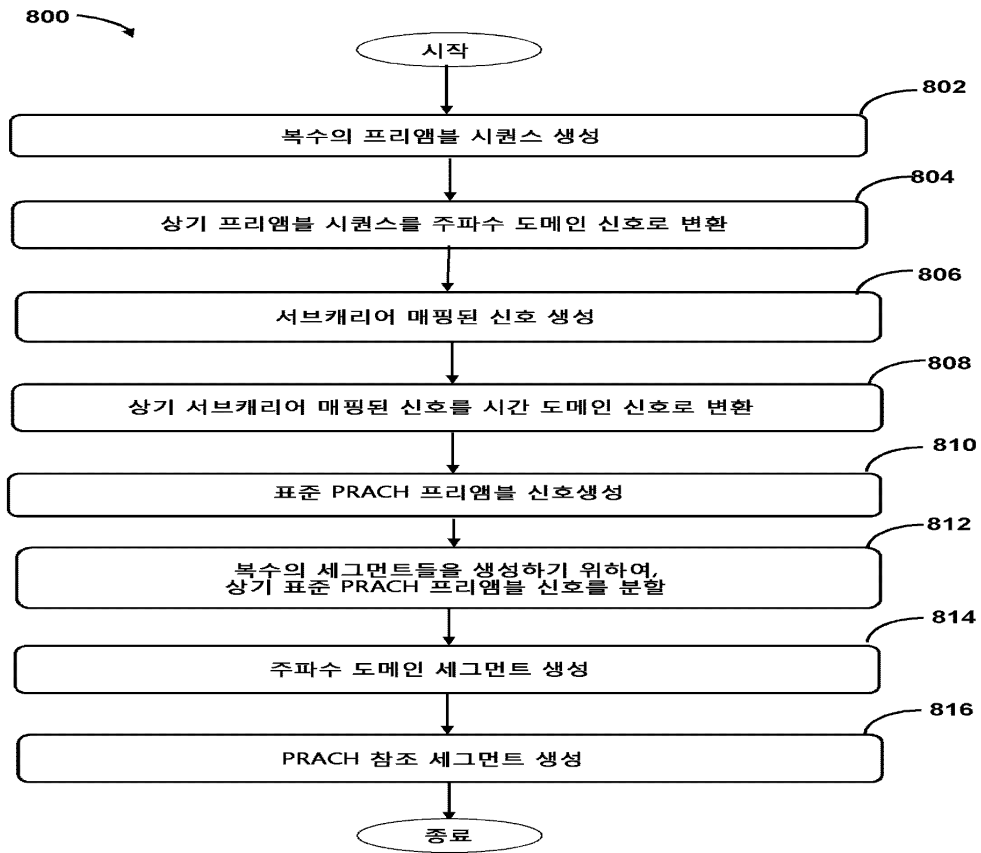 800
시작
802
복수의 프리앰블 시퀀스 생성
804
상기 프리앰블 시퀀스를 주파수 도메인 신호로 변환
806
서브캐리어 매핑된 신호 생성
808
상기 서브캐리어 매핑된 신호를 시간 도메인 신호로 변환
810
표준 PRACH 프리앰블 신호생성
812
복수의 세그먼트들을 생성하기 위하여,
상기 표준 PRACH 프리앰블 신호를 분할
814
주파수 도메인 세그먼트 생성
816
PRACH 참조 세그먼트 생성
종료